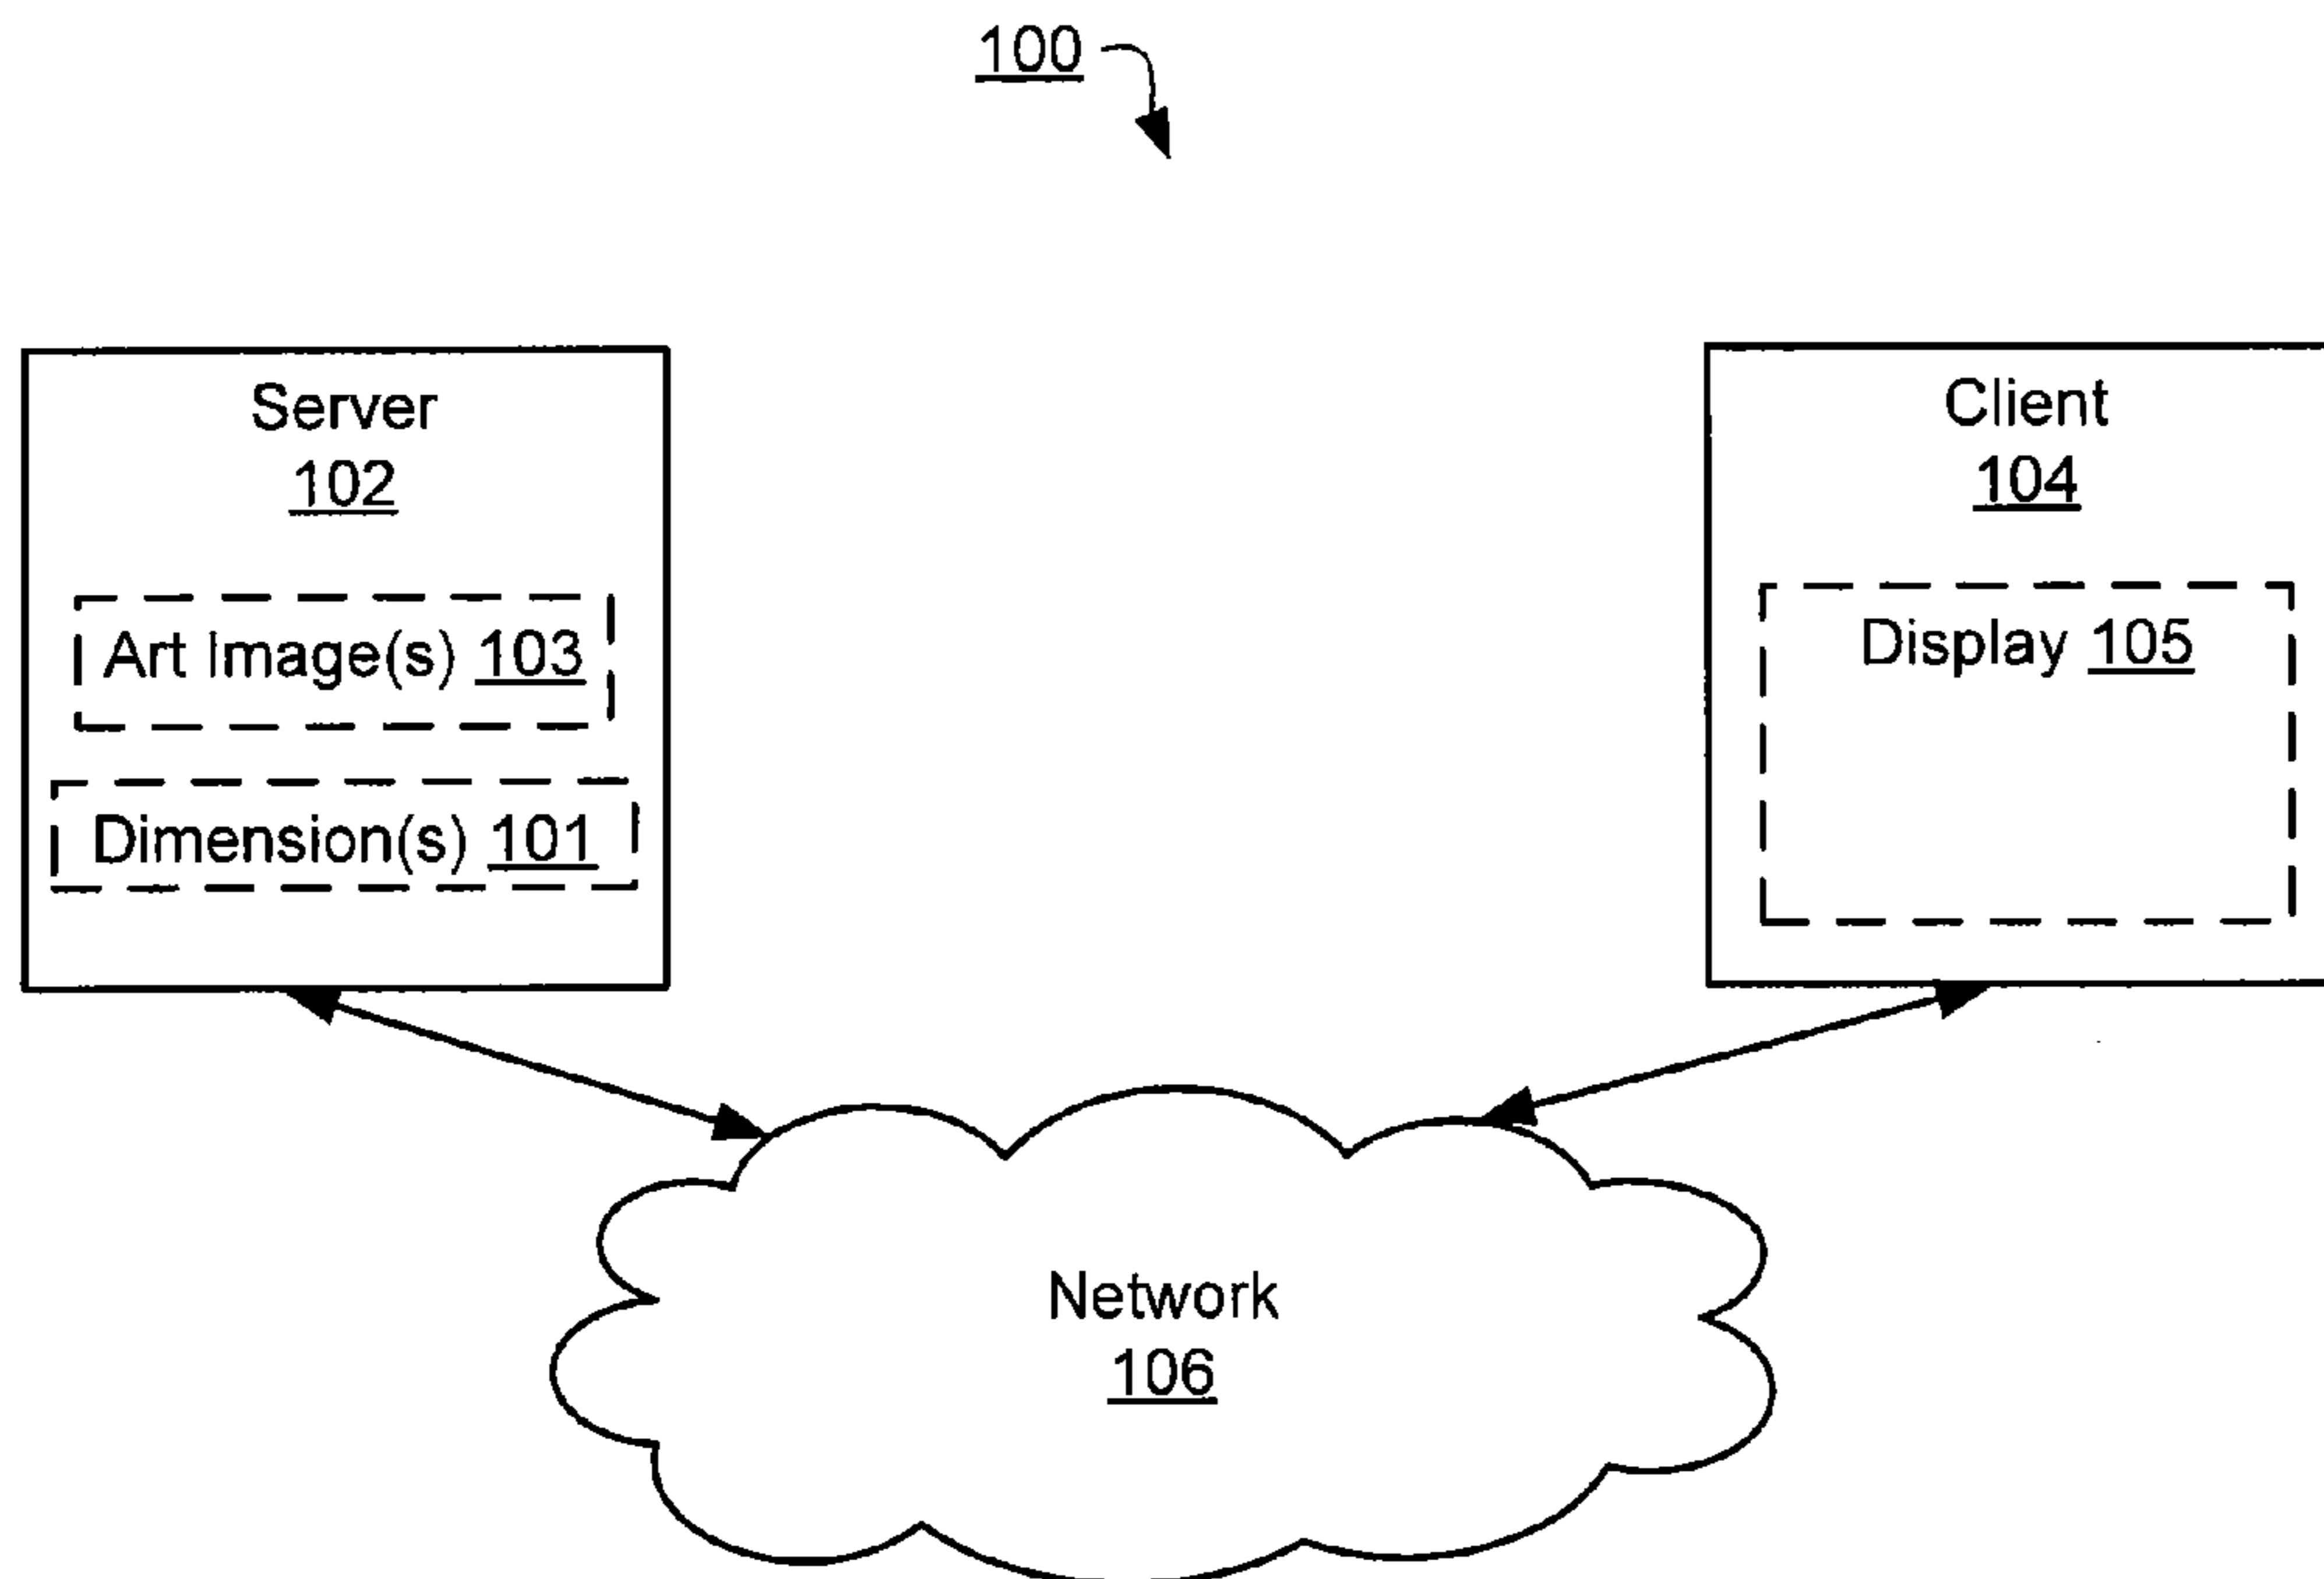 100
Server
102
Art Image(s) 103
Dimension(s) 101
Client
104
Display 105
Network
106